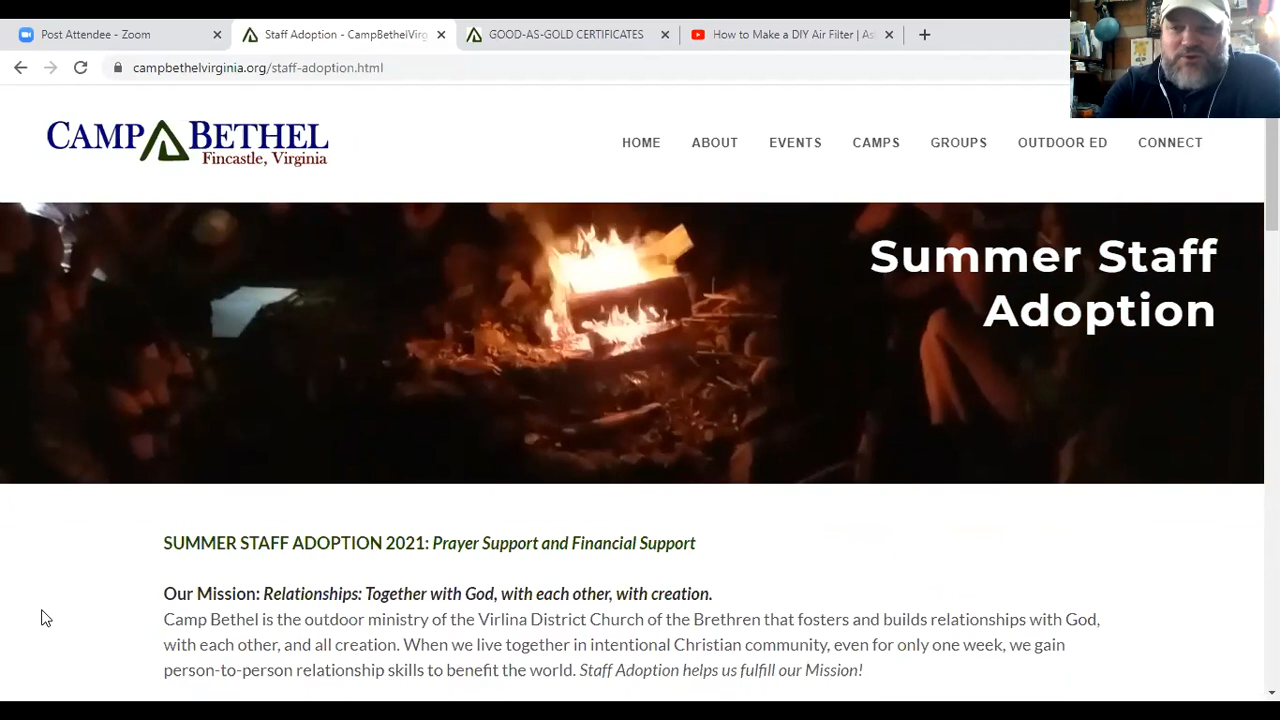 Post Attendee - Zoom
Staff Adoption - CampBethelVirg
GOOD-AS-GOLD CERTIFICATES
How to Make a DIY Air Filter | As
campbethelvirginia.org/staff-adoption.html
CAMP BETHEL
Fincastle, Virginia
HOME ABOUT EVENTS CAMPS GROUPS OUTDOOR ED CONNECT
Summer Staff
Adoption
SUMMER STAFF ADOPTION 2021: Prayer Support and Financial Support
Our Mission: Relationships: Together with God, with each other, with creation.
Camp Bethel is the outdoor ministry of the Virlina District Church of the Brethren that fosters and builds relationships with God,
with each other, and all creation. When we live together in intentional Christian community, even for only one week, we gain
person-to-person relationship skills to benefit the world. Staff Adoption helps us fulfill our Mission!